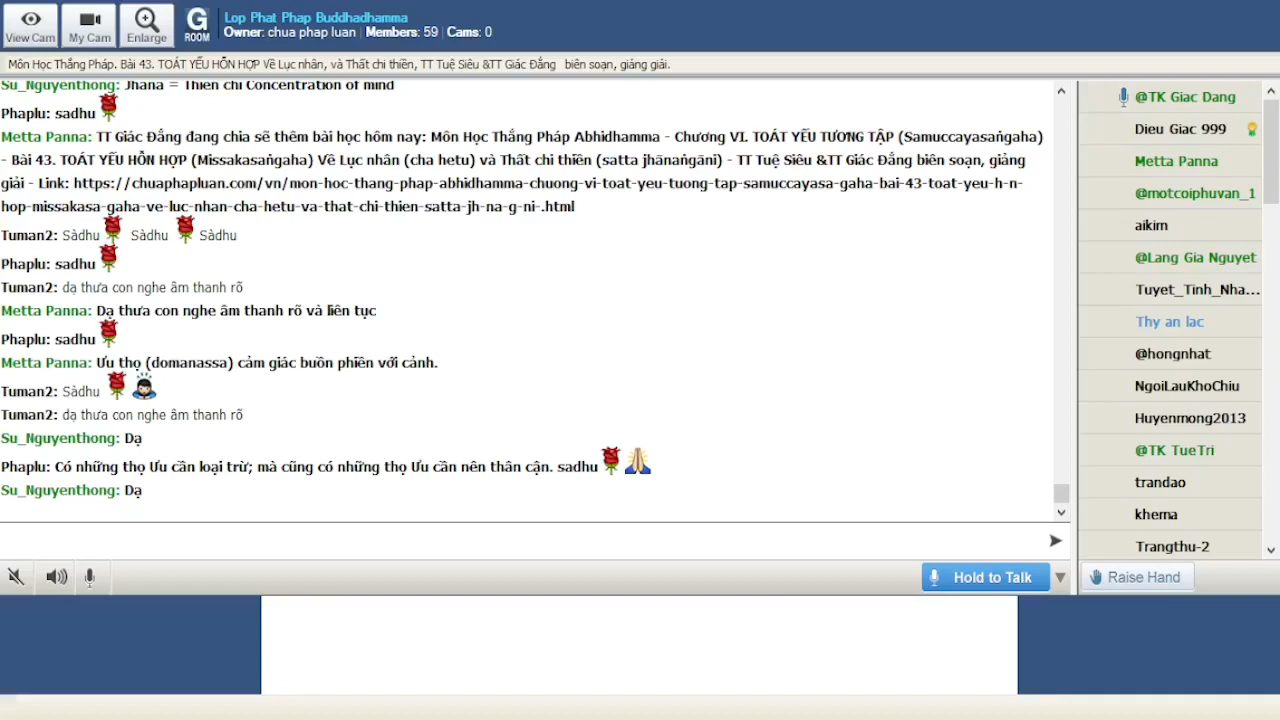 View Cam
My Cam
Enlarge
G
ROOM
Lop Phat Phap Buddhadhamma
Owner: chua phap luan | Members: 59 | Cams: 0
Môn Học Thắng Pháp. Bài 43. TOÁT YẾU HỖN HỢP Về Lục nhân, và Thất chi thiền, TT Tuệ Siêu &TT Giác Đẳng biên soạn, giảng giải.
Su_Nguyenthong: Jhana = Thien chi Concentration of mind
Phaplu: sadhu
Metta Panna: TT Giác Đẳng đang chia sẽ thêm bài học hôm nay: Môn Học Thắng Pháp Abhidhamma - Chương VI. TOÁT YẾU TƯƠNG TẬP (Samuccayasaṅgaha)
- Bài 43. TOÁT YẾU HỖN HỢP (Missakasaṅgaha) Về Lục nhân (cha hetu) và Thất chi thiền (satta jhānaṅgāni) - TT Tuệ Siêu &TT Giác Đẳng biên soạn, giảng
giải - Link: https://chuaphapluan.com/vn/mon-hoc-thang-phap-abhidhamma-chuong-vi-toat-yeu-tuong-tap-samuccayasa-gaha-bai-43-toat-yeu-h-n-
hop-missakasa-gaha-ve-luc-nhan-cha-hetu-va-that-chi-thien-satta-jh-na-g-ni-.html
Tuman2: Sàdhu Sàdhu Sàdhu
Phaplu: sadhu
Tuman2: dạ thưa con nghe âm thanh rõ
Metta Panna: Dạ thưa con nghe âm thanh rõ và liên tục
Phaplu: sadhu
Metta Panna: Ưu thọ (domanassa) cảm giác buồn phiền với cảnh.
Tuman2: Sàdhu
Tuman2: dạ thưa con nghe âm thanh rõ
Su_Nguyenthong: Dạ
Phaplu: Có những thọ Ưu cần loại trừ; mà cũng có những thọ Ưu cần nên thân cận. sadhu
Su_Nguyenthong: Dạ
@TK Giac Dang
Dieu Giac 999
Metta Panna
@motcoiphuvan_1
aikim
@Lang Gia Nguyet
Tuyet_Tinh_Nha...
Thy an lac
@hongnhat
NgoiLauKhoChiu
Huyenmong2013
@TK TueTri
trandao
khema
Trangthu-2
Hold to Talk
Raise Hand